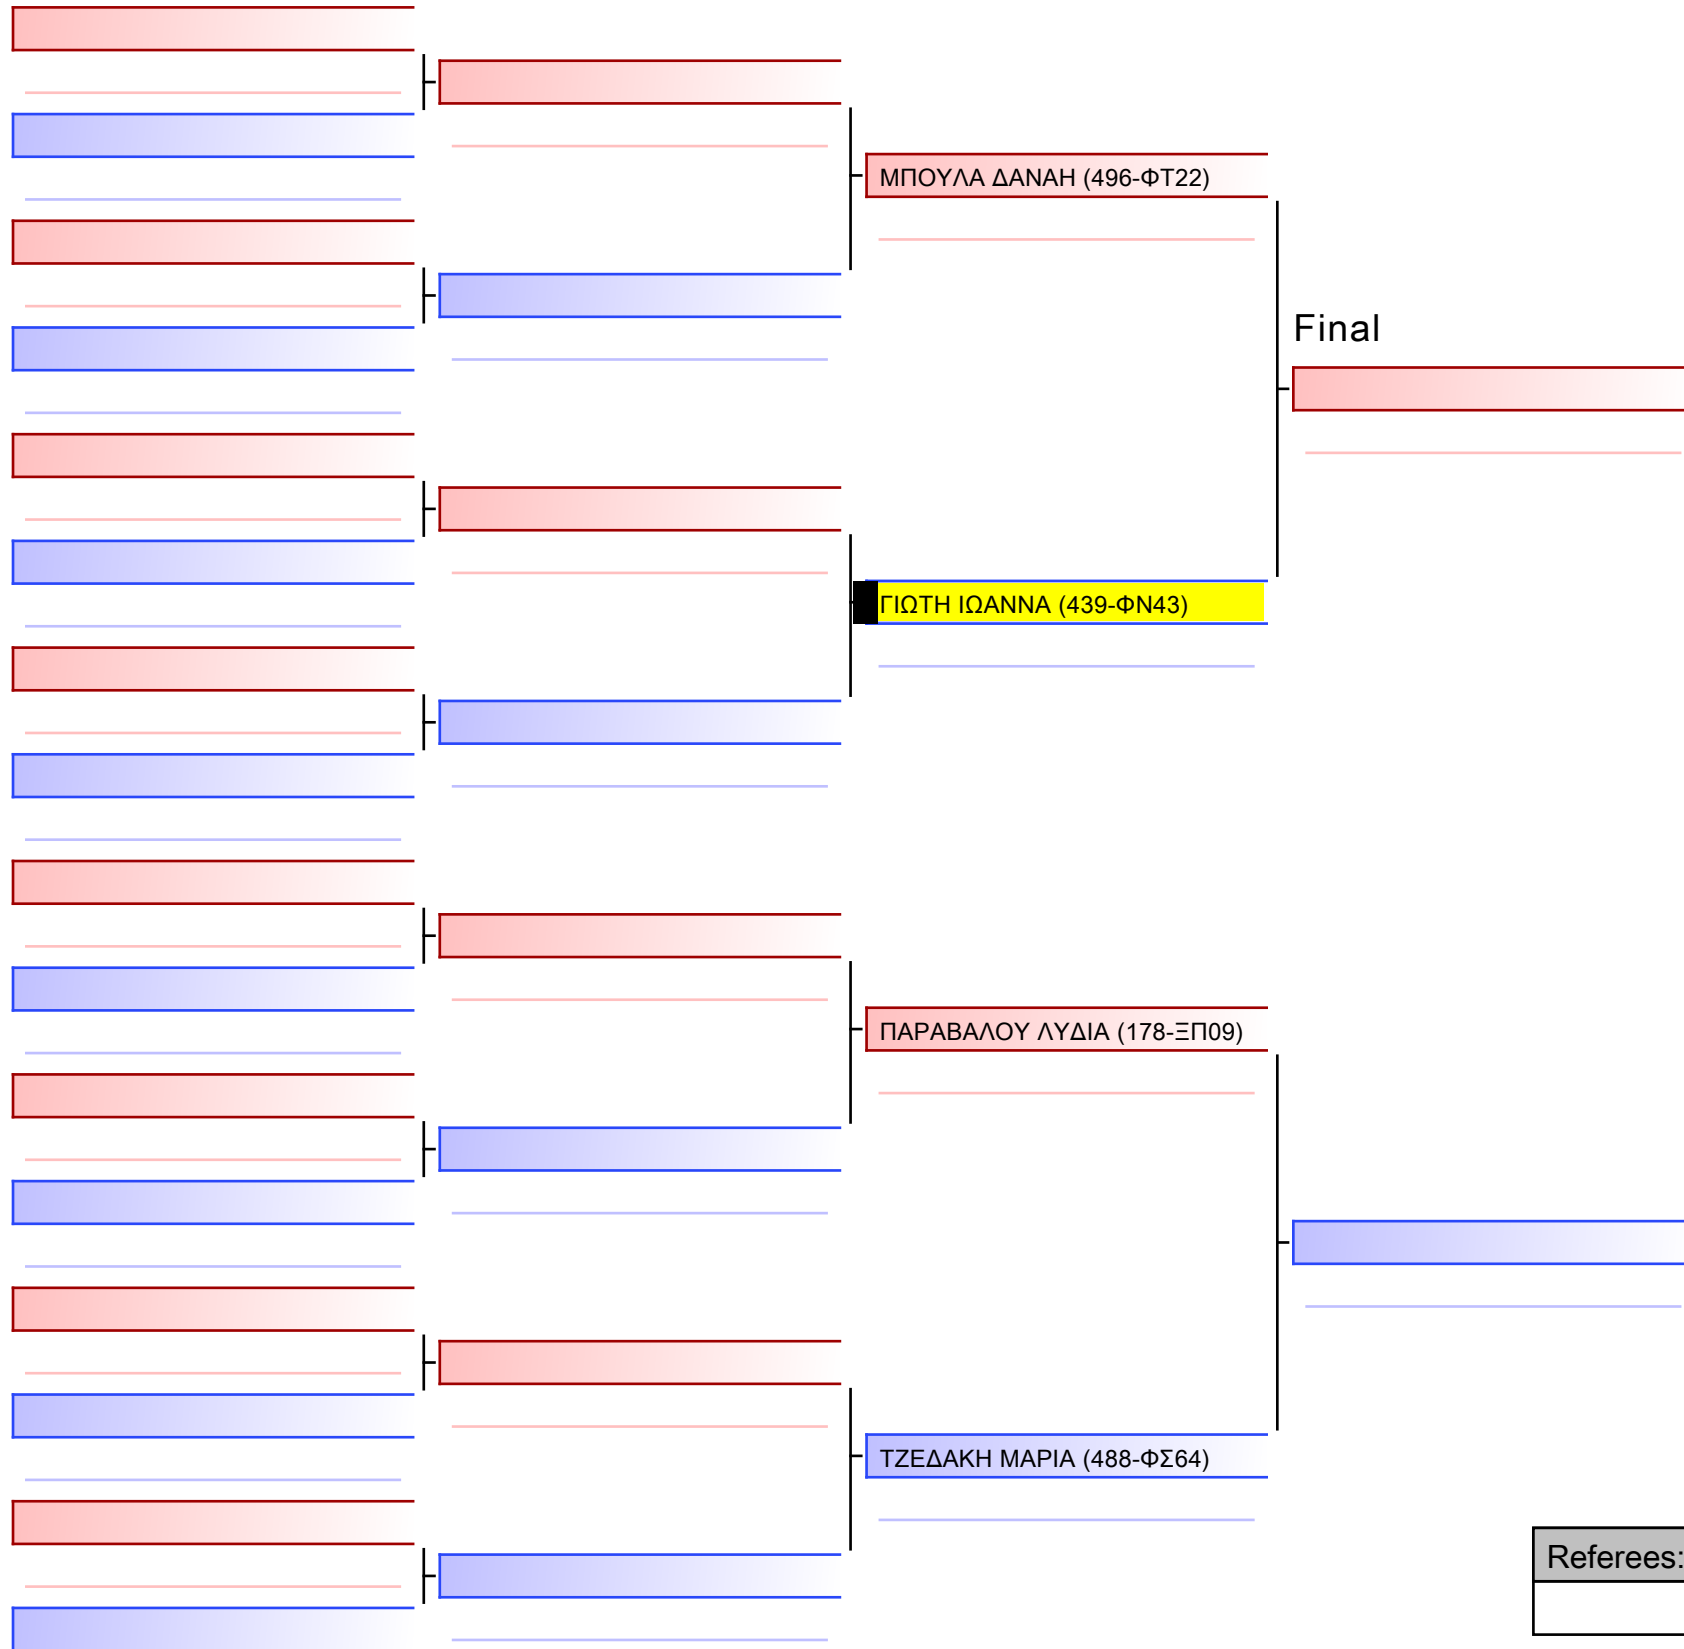 ΜΠΟΥΛΑ ΔΑΝΑΗ (496-ΦΤ22)
Final
ΓΙΩΤΗ ΙΩΑΝΝΑ (439-ΦΝ43)
ΠΑΡΑΒΑΛΟΥ ΛΥΔΙΑ (178-ΞΠ09)
ΤΖΕΔΑΚΗ ΜΑΡΙΑ (488-ΦΣ64)
Referees: